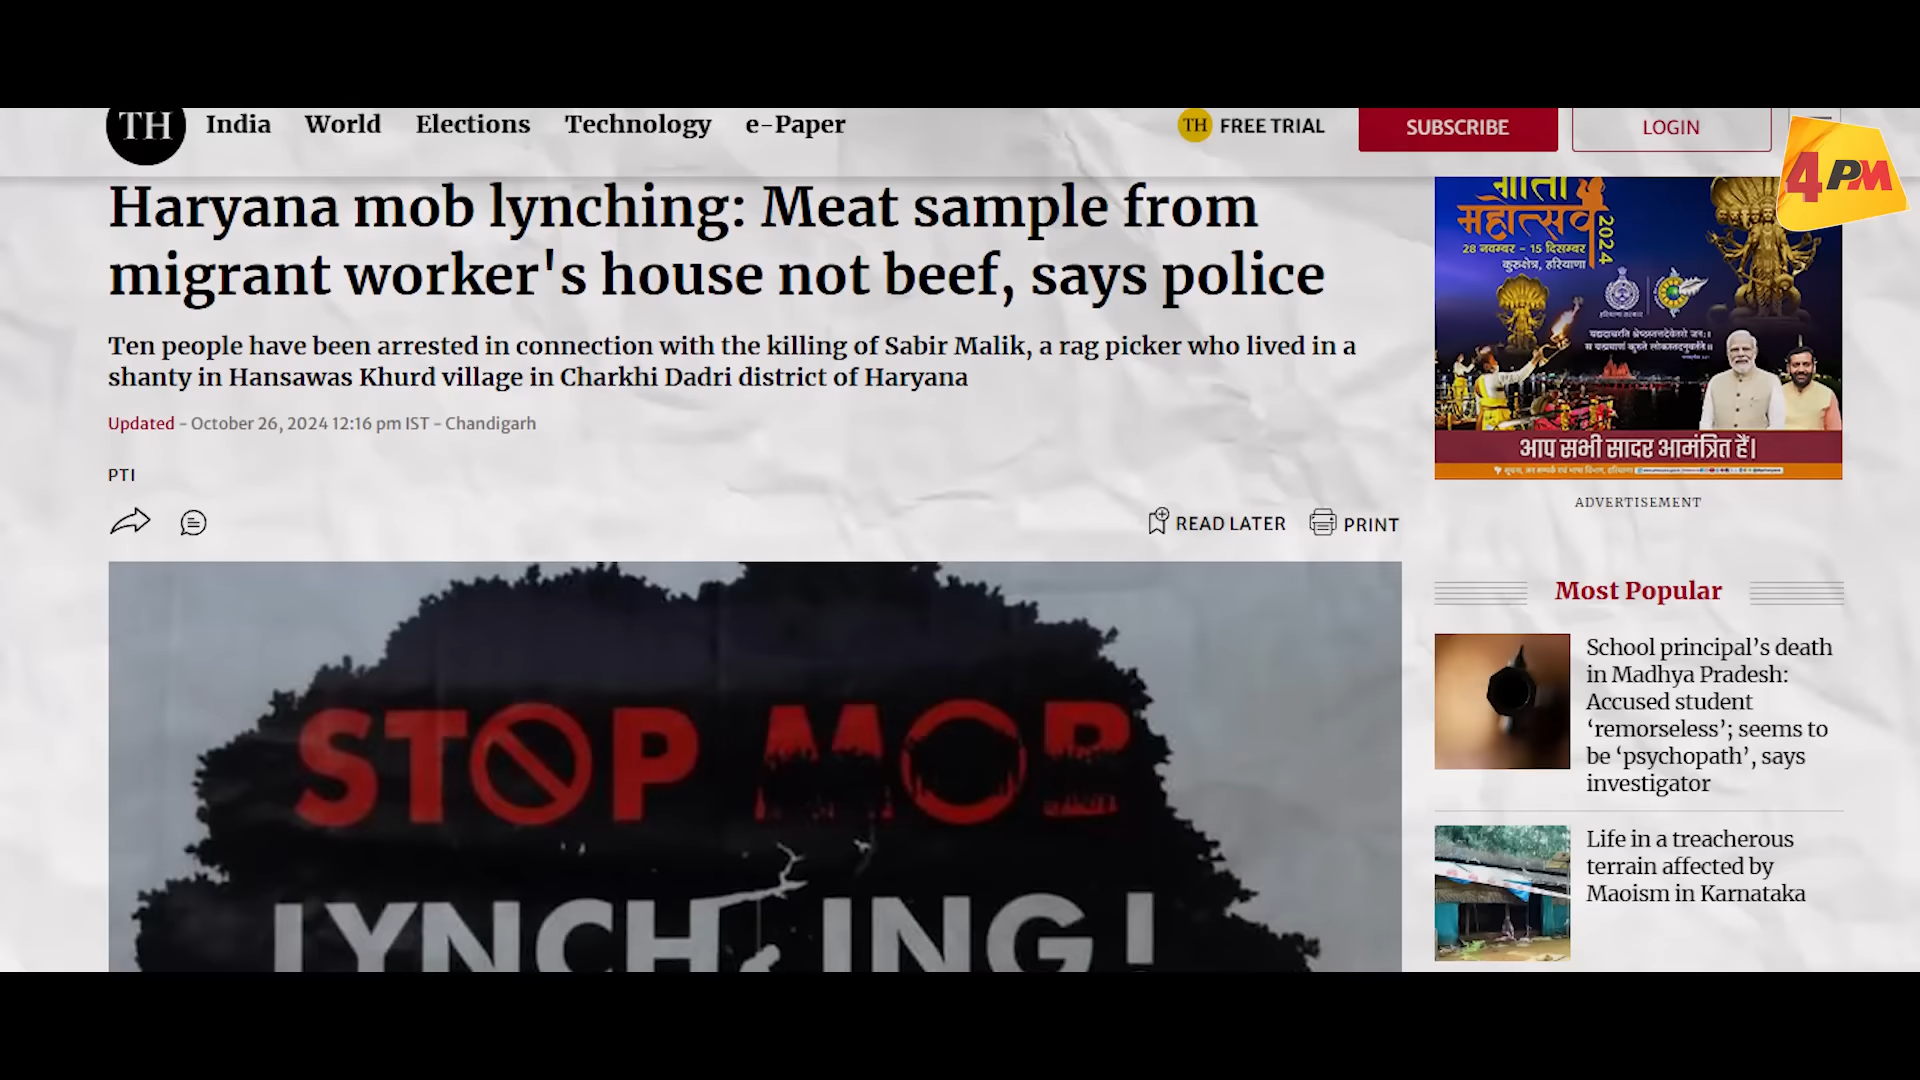 TH India World Elections Technology e-Paper TH FREE TRIAL SUBSCRIBE LOGIN
4PM
Haryana mob lynching: Meat sample from
migrant worker's house not beef, says police
Ten people have been arrested in connection with the killing of Sabir Malik, a rag picker who lived in a
shanty in Hansawas Khurd village in Charkhi Dadri district of Haryana
Updated - October 26, 2024 12:16 pm IST - Chandigarh
PTI
READ LATER PRINT
STOP MOB
LYNCHING!
महोत्सव 2024
28 नवम्बर - 15 दिसम्बर
कुरुक्षेत्र, हरियाणा
आप सभी सादर आमंत्रित हैं।
ADVERTISEMENT
Most Popular
School principal’s death
in Madhya Pradesh:
Accused student
‘remorseless’; seems to
be ‘psychopath’, says
investigator
Life in a treacherous
terrain affected by
Maoism in Karnataka